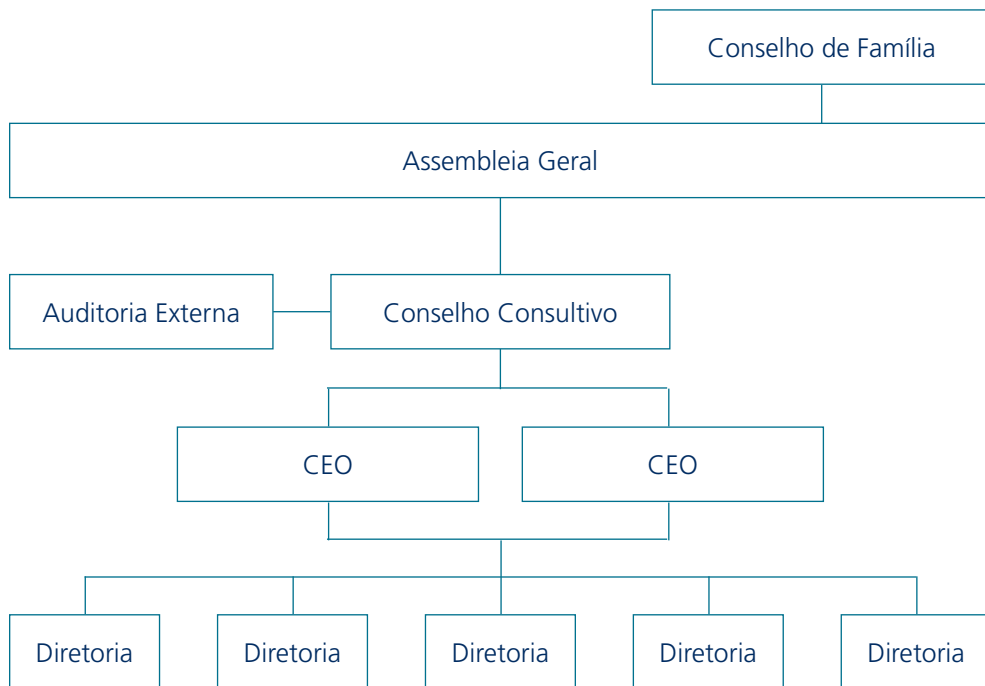 Conselho de Família
Assembleia Geral
Auditoria Externa
Conselho Consultivo
CEO
CEO
Diretoria
Diretoria
Diretoria
Diretoria
Diretoria